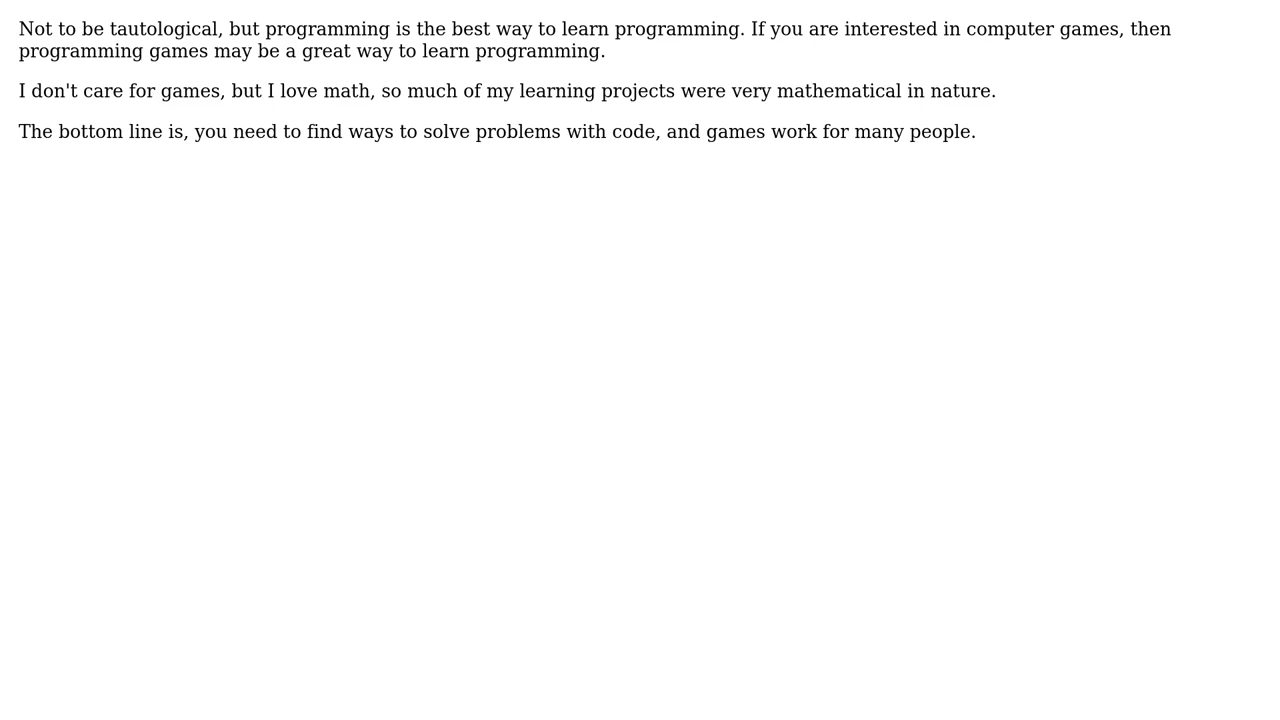 Not to be tautological, but programming is the best way to learn programming. If you are interested in computer games, then
programming games may be a great way to learn programming.
I don't care for games, but I love math, so much of my learning projects were very mathematical in nature.
The bottom line is, you need to find ways to solve problems with code, and games work for many people.